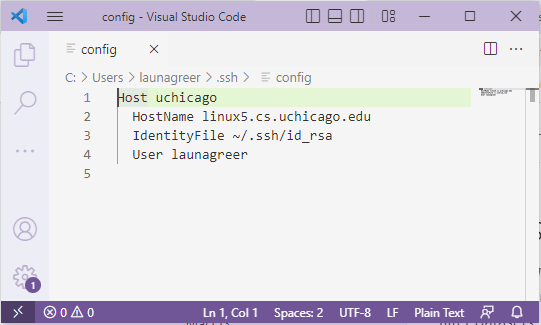 config - Visual Studio Code
config
C: > Users > launagreer > .ssh > config
1 Host uchicago
2 HostName linux5.cs.uchicago.edu
3 IdentityFile ~/.ssh/id_rsa
4 User launagreer
5
1
0 0 Ln 1, Col 1 Spaces: 2 UTF-8 LF Plain Text